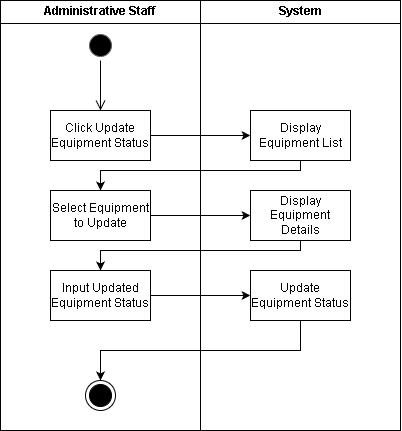 Administrative Staff
System
Click Update
Equipment Status
Display
Equipment List
Select Equipment
to Update
Display
Equipment
Details
Input Updated
Equipment Status
Update
Equipment Status